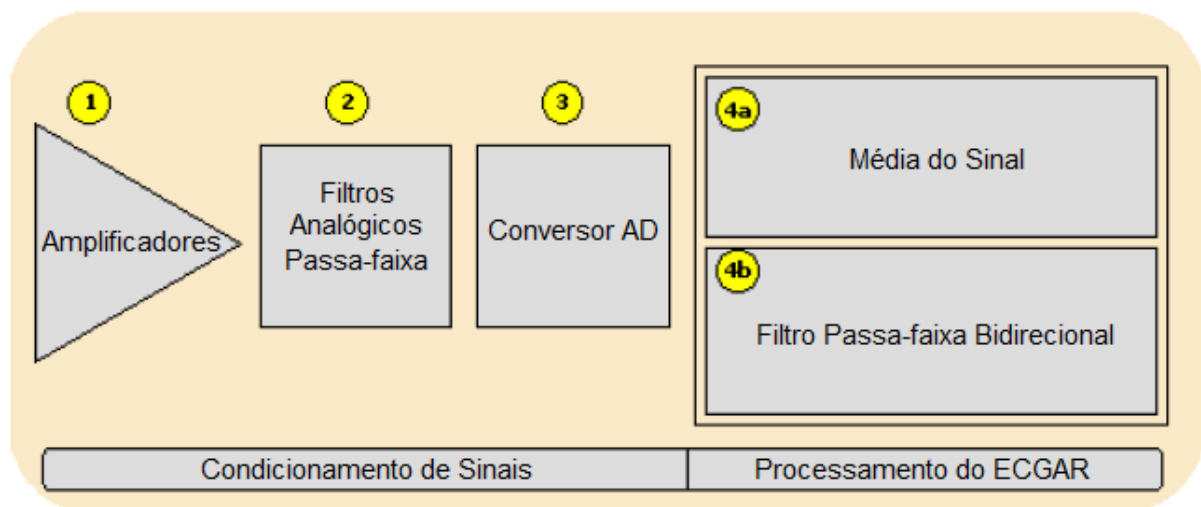 1
2
3
4a
Amplificadores
Filtros
Analógicos
Passa-faixa
Conversor AD
Média do Sinal
4b
Filtro Passa-faixa Bidirecional
Condicionamento de Sinais
Processamento do ECGAR